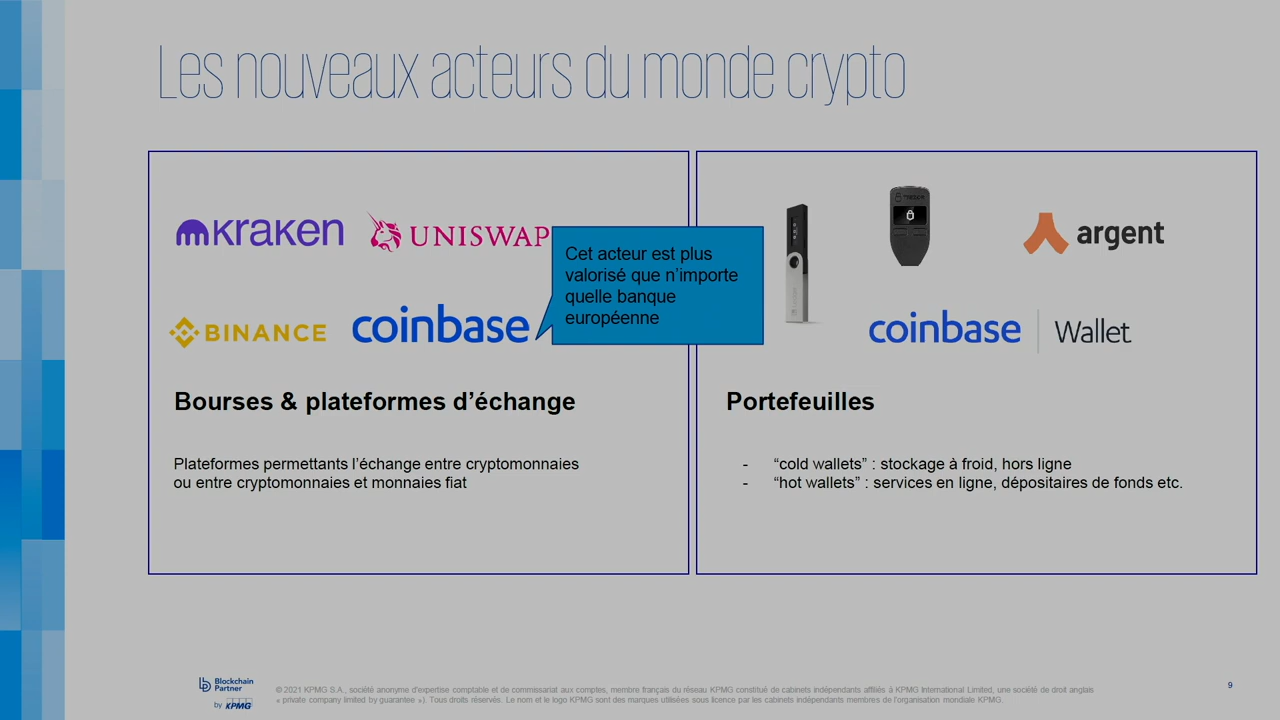 Les nouveaux acteurs du monde crypto
kraken
UNISWAP
BINANCE
coinbase
Cet acteur est plus
valorisé que n’importe
quelle banque
européenne
Bourses & plateformes d’échange
Plateformes permettants l’échange entre cryptomonnaies
ou entre cryptomonnaies et monnaies fiat
TREZOR
argent
coinbase | Wallet
Portefeuilles
- “cold wallets” : stockage à froid, hors ligne
- “hot wallets” : services en ligne, dépositaires de fonds etc.
Blockchain
Partner
by KPMG
© 2021 KPMG S.A., société anonyme d'expertise comptable et de commissariat aux comptes, membre français du réseau KPMG constitué de cabinets indépendants affiliés à KPMG International Limited, une société de droit anglais
« private company limited by guarantee »). Tous droits réservés. Le nom et le logo KPMG sont des marques utilisées sous licence par les cabinets indépendants membres de l'organisation mondiale KPMG.
9